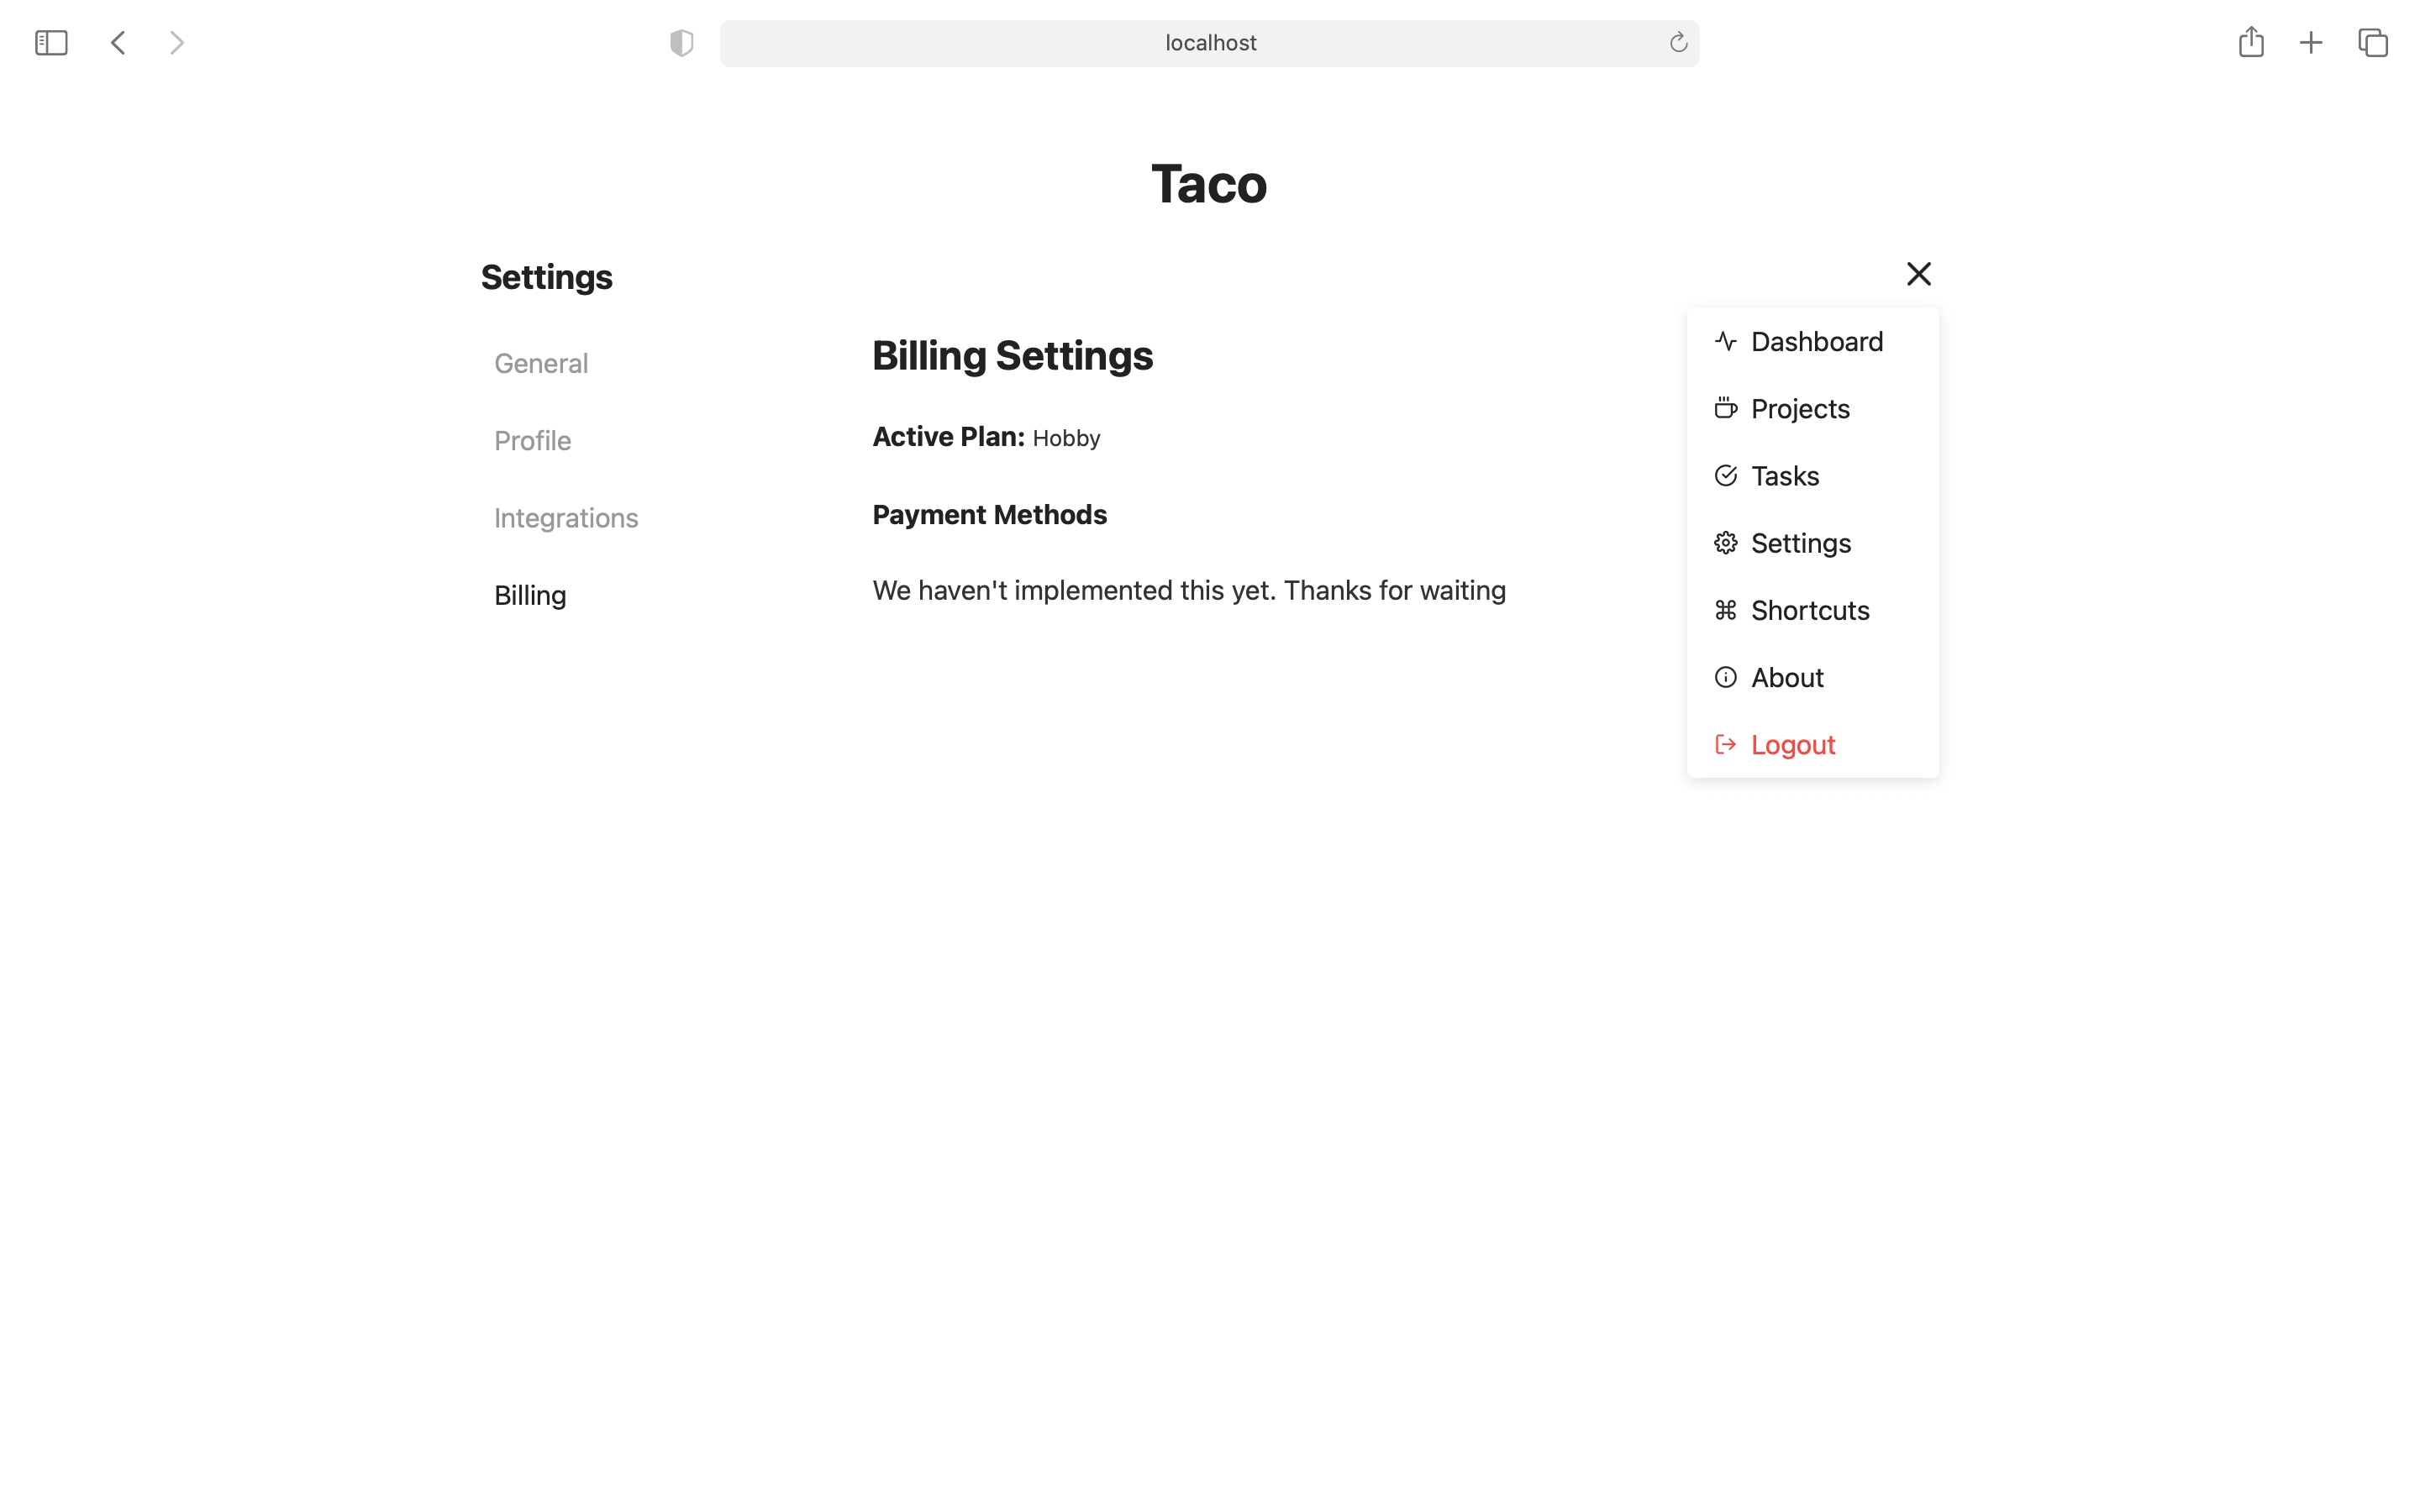 localhost
Taco
Settings
General
Profile
Integrations
Billing
Billing Settings
Active Plan: Hobby
Payment Methods
We haven't implemented this yet. Thanks for waiting
Dashboard
Projects
Tasks
Settings
Shortcuts
About
Logout